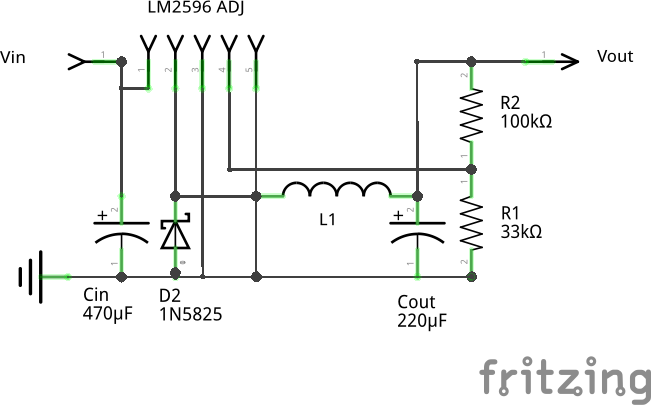 LM2596 ADJ
Vin
1
1
2
3
4
5
1
Vout
2
R2
100kΩ
1
1
2
+
L1
+
2
R1
33kΩ
1
1
2
Cin
470µF
D2
1N5825
Cout
220µF
fritzing